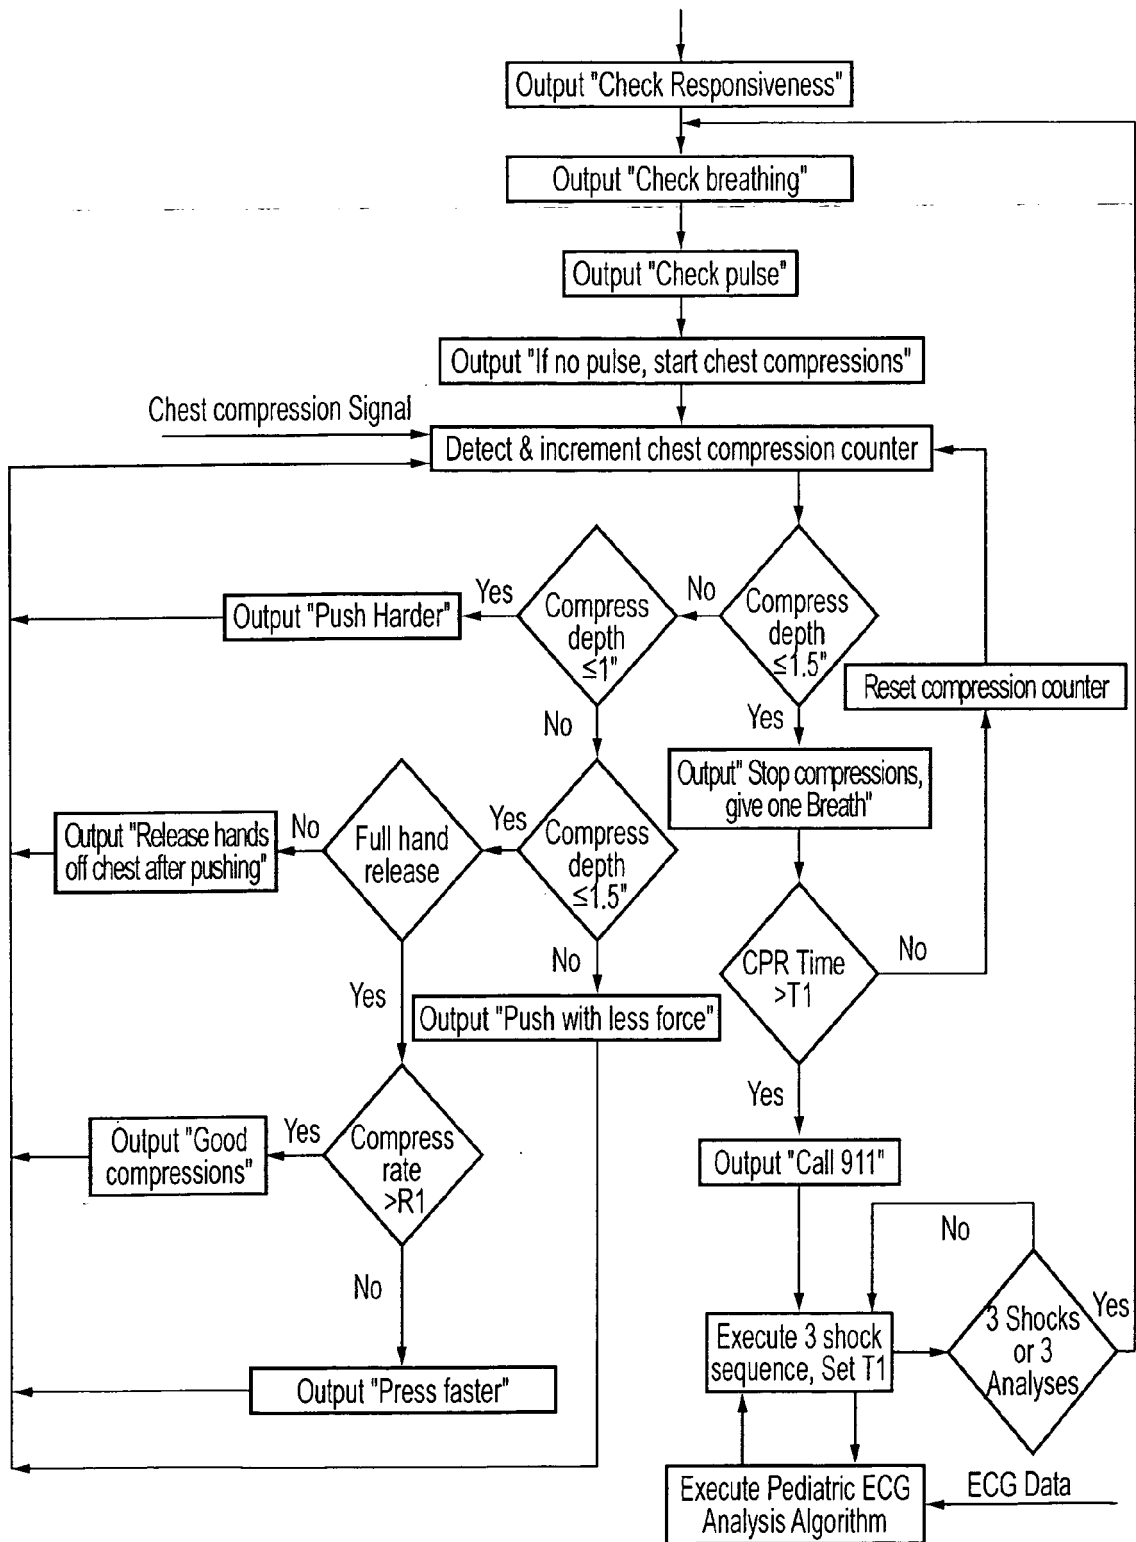 Output "Check Responsiveness"
Output "Check breathing"
Output "Check pulse"
Output "If no pulse, start chest compressions"
Chest compression Signal
Detect & increment chest compression counter
Compress
depth
≤1.5"
No
Compress
depth
≤1"
Yes
Output "Push Harder"
Reset compression counter
Yes
No
Output" Stop compressions,
give one Breath"
Compress
depth
≤1.5"
Yes
Full hand
release
No
Output "Release hands
off chest after pushing"
CPR Time
>T1
No
No
Yes
Output "Push with less force"
Yes
Compress
rate
>R1
Yes
Output "Good
compressions"
Output "Call 911"
No
No
3 Shocks
or 3
Analyses
Yes
Execute 3 shock
sequence, Set T1
Output "Press faster"
Execute Pediatric ECG
Analysis Algorithm
ECG Data